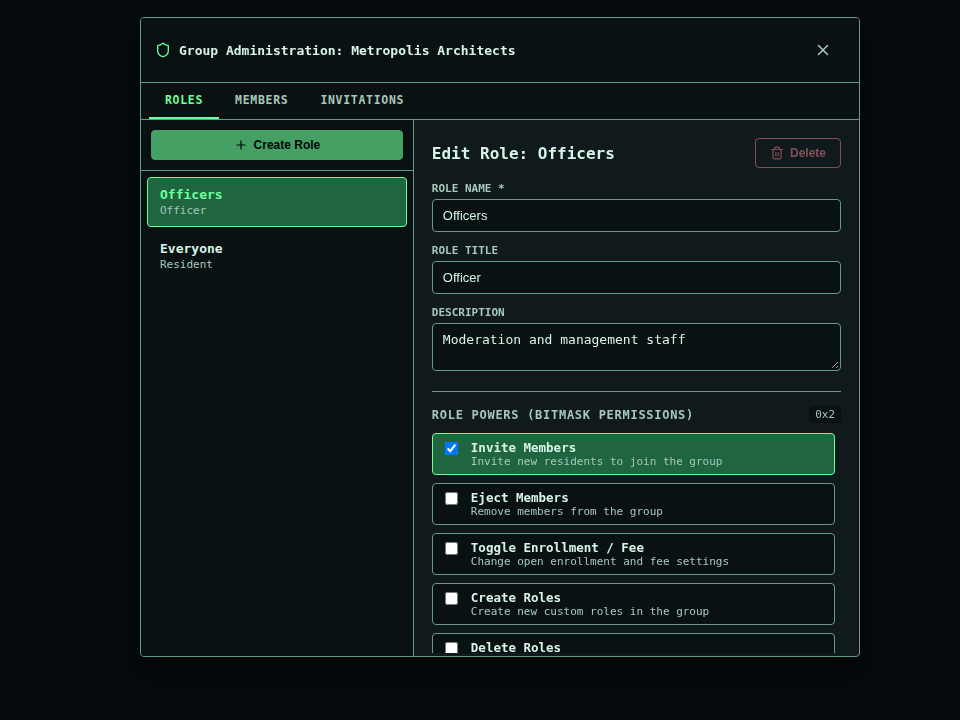 Group Administration: Metropolis Architects
ROLES MEMBERS INVITATIONS
Create Role
Officers
Officer
Everyone
Resident
Edit Role: Officers
Delete
ROLE NAME *
Officers
ROLE TITLE
Officer
DESCRIPTION
Moderation and management staff
ROLE POWERS (BITMASK PERMISSIONS) 0x2
Invite Members
Invite new residents to join the group
Eject Members
Remove members from the group
Toggle Enrollment / Fee
Change open enrollment and fee settings
Create Roles
Create new custom roles in the group
Delete Roles